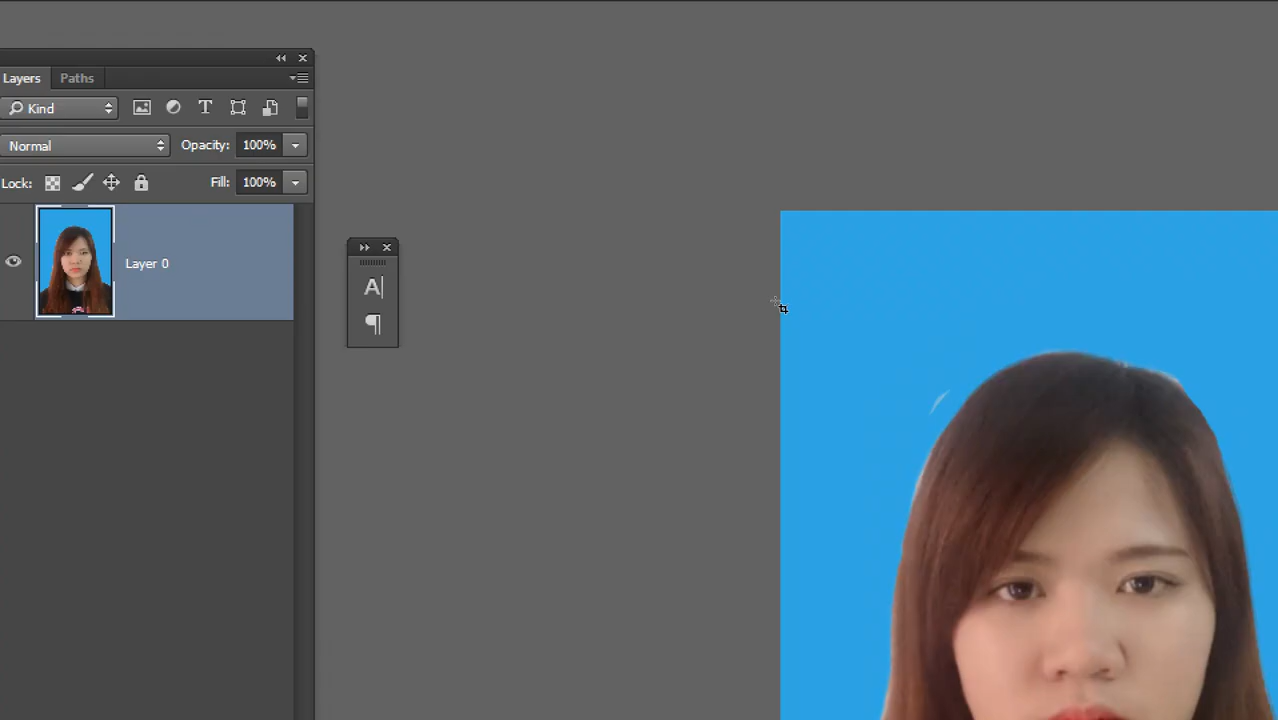 Layers Paths
Kind T
Normal Opacity: 100%
Lock: Fill: 100%
Layer 0
A|
¶